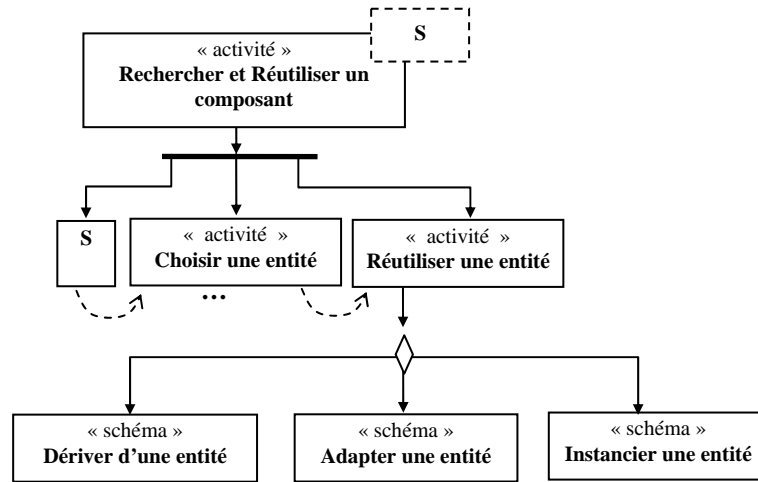 S
« activité »
Rechercher et Réutiliser un
composant
S
« activité »
Choisir une entité
...
« activité »
Réutiliser une entité
« schéma »
Dériver d'une entité
« schéma »
Adapter une entité
« schéma »
Instancier une entité